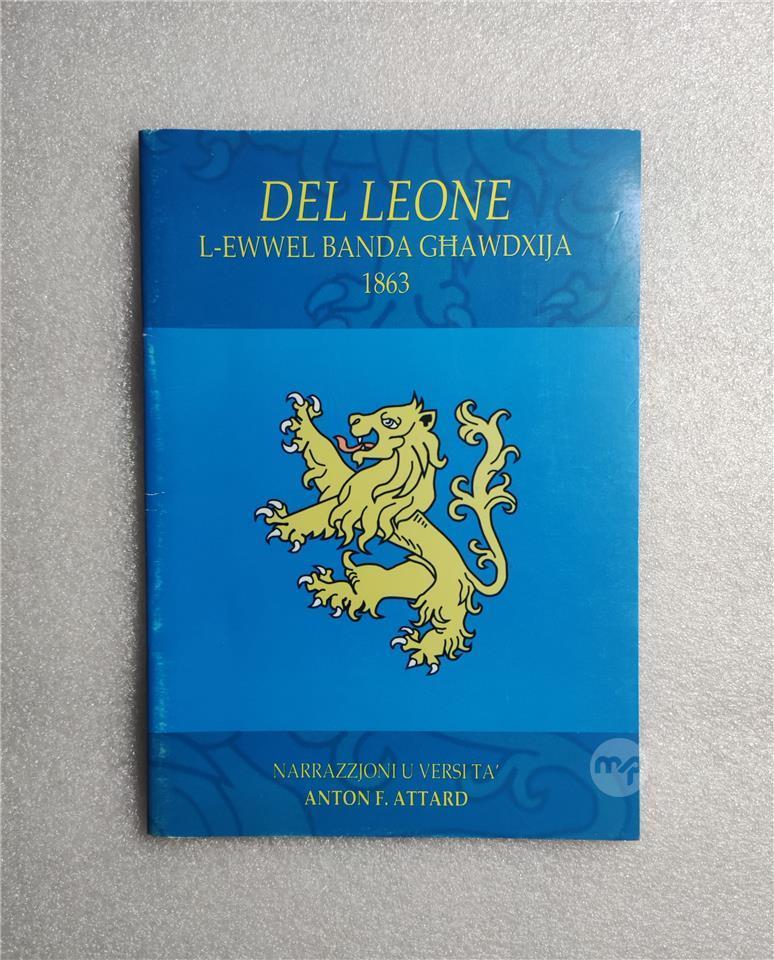 DEL LEONE
L-EWWEL BANDA GĦAWDXIJA
1863
NARRAZZJONI U VERSI TA'
ANTON F. ATTARD